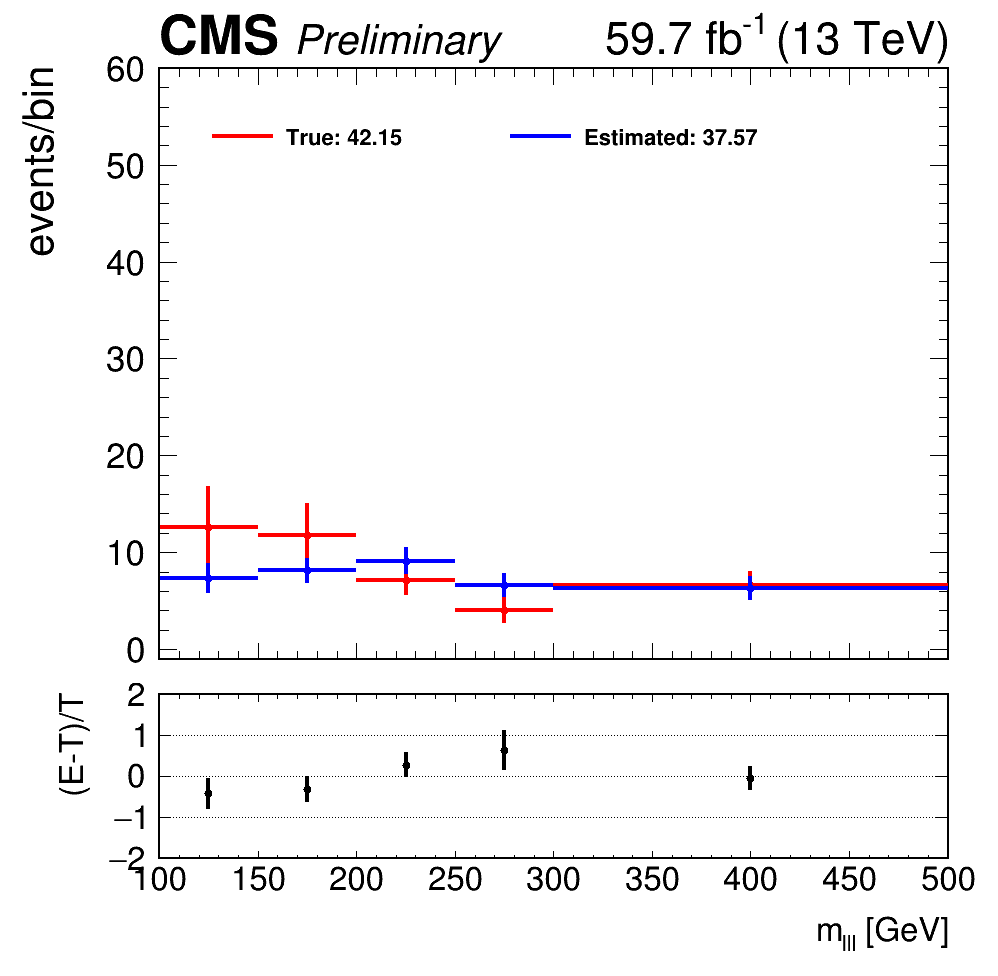 CMS Preliminary 59.7 fb-1 (13 TeV)
events/bin
60
True: 42.15 Estimated: 37.57
50
40
30
20
10
0
(E-T)/T
2
1
0
−1
−2
100 150 200 250 300 350 400 450 500
mlll [GeV]